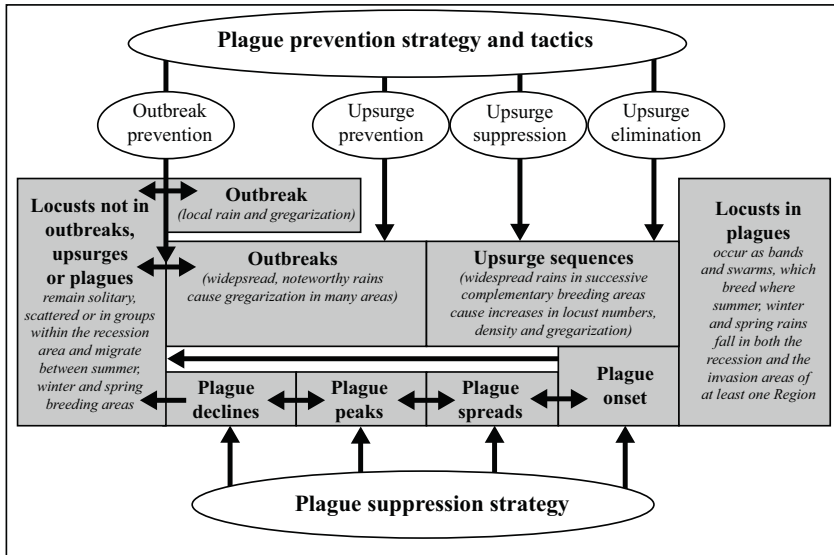 Plague prevention strategy and tactics
Outbreak
prevention
Upsurge
prevention
Upsurge
suppression
Upsurge
elimination
Locusts not in
outbreaks,
upsurges
or plagues
remain solitary,
scattered or in groups
within the recession
area and migrate
between summer,
winter and spring
breeding areas
Outbreak
(local rain and gregarization)
Outbreaks
(widepsread, noteworthy rains
cause gregarization in many areas)
Upsurge sequences
(widespread rains in successive
complementary breeding areas
cause increases in locust numbers,
density and gregarization)
Locusts in
plagues
occur as bands
and swarms, which
breed where
summer, winter
and spring rains
fall in both the
recession and the
invasion areas of
at least one Region
Plague
declines
Plague
peaks
Plague
spreads
Plague
onset
Plague suppression strategy